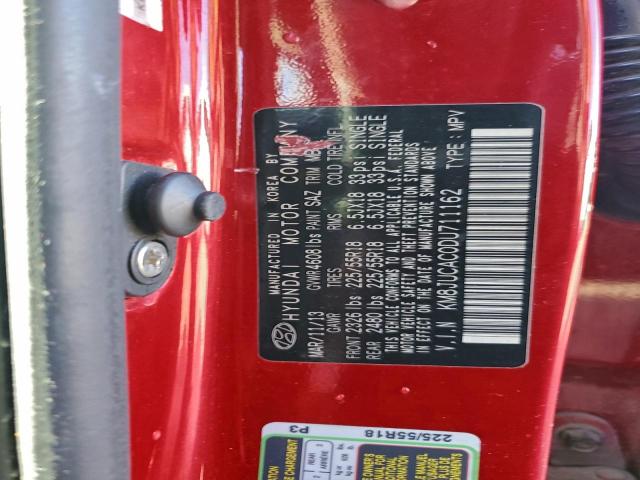 MANUFACTURED IN KOREA BY
HYUNDAI MOTOR COMPANY
MAR/11/13 GVWR 4608 lbs PAINT SAZ TRIM
GAWR TIRES RMS COLD TIRE INFL
FRONT 2326 lbs 225/55R18 6.5JX18 33psi SINGLE
REAR 2480 lbs 225/55R18 6.5JX18 33psi SINGLE
THIS VEHICLE CONFORMS TO ALL APPLICABLE U.S.A. FEDERAL
MOTOR VEHICLE SAFETY AND THEFT PREVENTION STANDARDS
IN EFFECT ON THE DATE OF MANUFACTURE SHOWN ABOVE.
V.I.N KM8JUCAC0DU711162 TYPE : MPV
225/55R18 P3